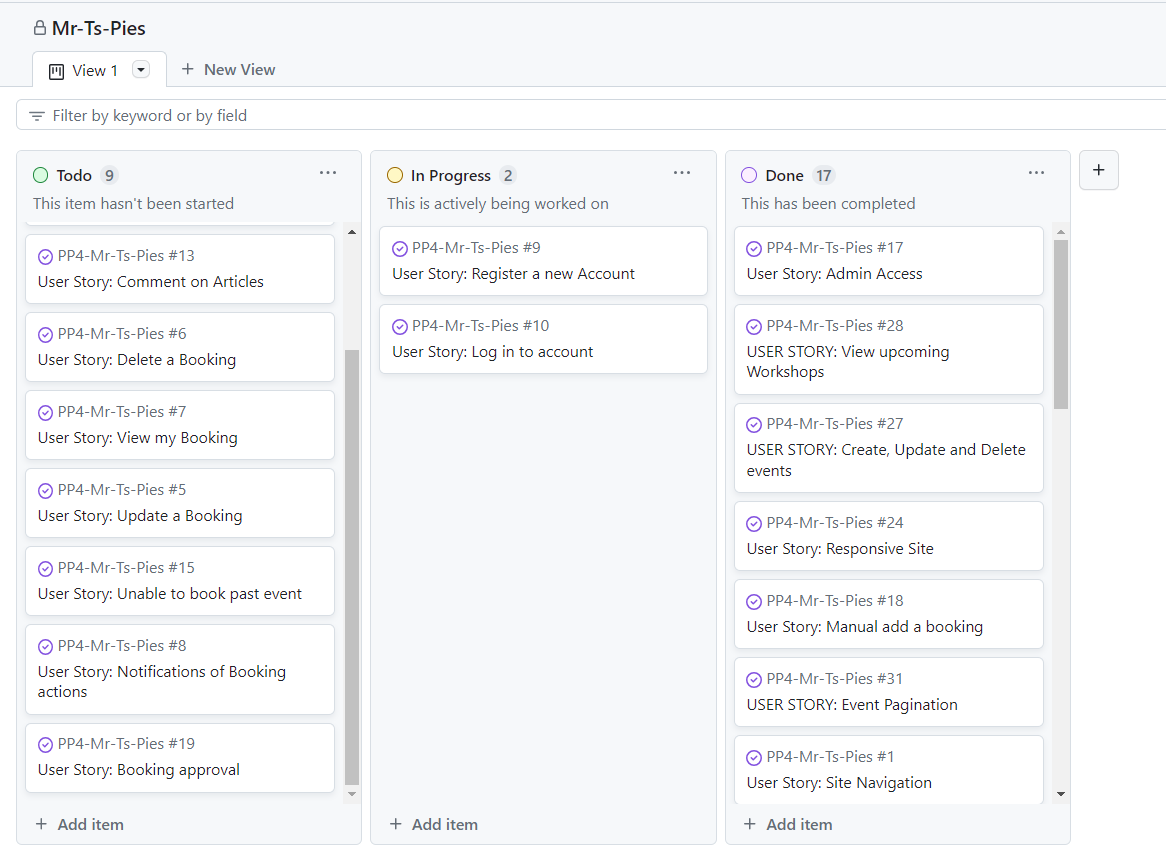 Mr-Ts-Pies
View 1
New View
Filter by keyword or by field
Todo 9
This item hasn't been started
PP4-Mr-Ts-Pies #13
User Story: Comment on Articles
PP4-Mr-Ts-Pies #6
User Story: Delete a Booking
PP4-Mr-Ts-Pies #7
User Story: View my Booking
PP4-Mr-Ts-Pies #5
User Story: Update a Booking
PP4-Mr-Ts-Pies #15
User Story: Unable to book past event
PP4-Mr-Ts-Pies #8
User Story: Notifications of Booking
actions
PP4-Mr-Ts-Pies #19
User Story: Booking approval
Add item
In Progress 2
This is actively being worked on
PP4-Mr-Ts-Pies #9
User Story: Register a new Account
PP4-Mr-Ts-Pies #10
User Story: Log in to account
Add item
Done 17
This has been completed
PP4-Mr-Ts-Pies #17
User Story: Admin Access
PP4-Mr-Ts-Pies #28
USER STORY: View upcoming
Workshops
PP4-Mr-Ts-Pies #27
USER STORY: Create, Update and Delete
events
PP4-Mr-Ts-Pies #24
User Story: Responsive Site
PP4-Mr-Ts-Pies #18
User Story: Manual add a booking
PP4-Mr-Ts-Pies #31
USER STORY: Event Pagination
PP4-Mr-Ts-Pies #1
User Story: Site Navigation
Add item